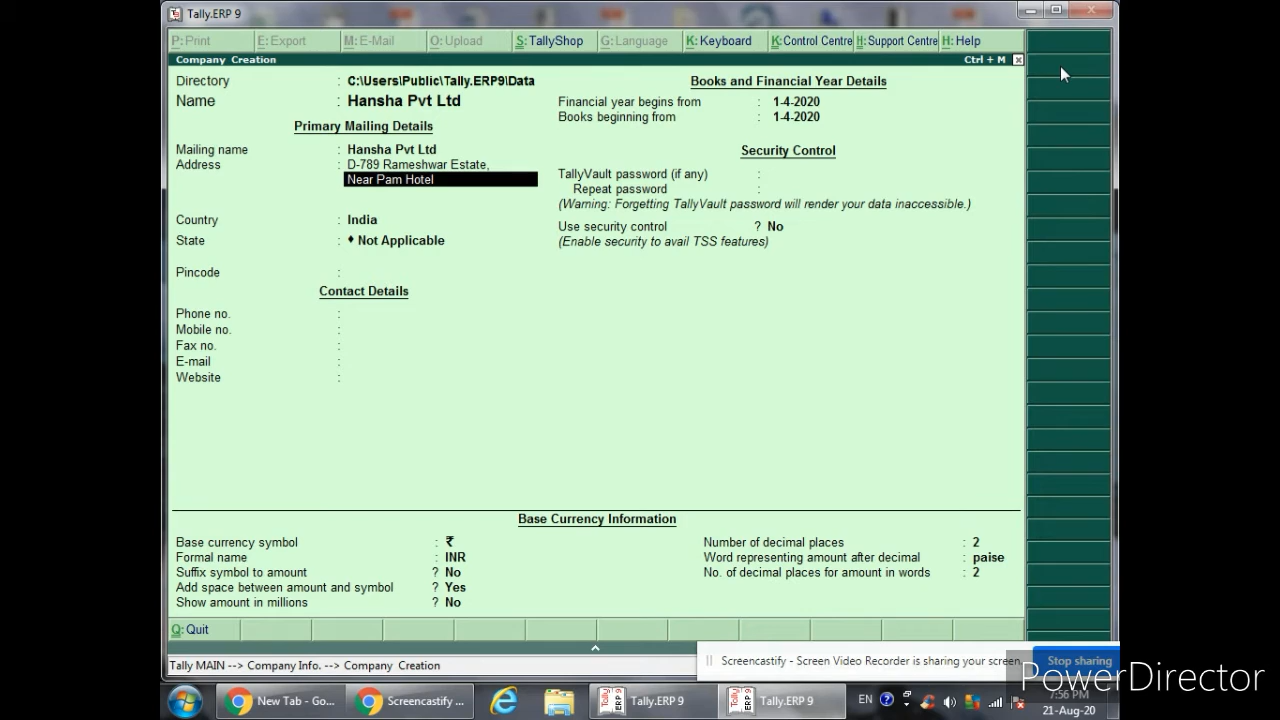 Tally.ERP 9
P: Print E: Export M: E-Mail O: Upload S: TallyShop G: Language K: Keyboard K: Control Centre H: Support Centre H: Help
Company Creation Ctrl + M
Directory : C:\Users\Public\Tally.ERP9\Data
Name : Hansha Pvt Ltd
Primary Mailing Details
Mailing name : Hansha Pvt Ltd
Address : D-789 Rameshwar Estate,
Near Pam Hotel
Country : India
State : ♦ Not Applicable
Pincode :
Contact Details
Phone no. :
Mobile no. :
Fax no. :
E-mail :
Website :
Books and Financial Year Details
Financial year begins from : 1-4-2020
Books beginning from : 1-4-2020
Security Control
TallyVault password (if any) :
Repeat password :
(Warning: Forgetting TallyVault password will render your data inaccessible.)
Use security control ? No
(Enable security to avail TSS features)
Base Currency Information
Base currency symbol : ₹
Formal name : INR
Suffix symbol to amount ? No
Add space between amount and symbol ? Yes
Show amount in millions ? No
Number of decimal places : 2
Word representing amount after decimal : paise
No. of decimal places for amount in words : 2
Q: Quit
Tally MAIN --> Company Info. --> Company Creation
Screencastify - Screen Video Recorder is sharing your screen. Stop sharing
PowerDirector
New Tab - Go... Screencastify ... Tally.ERP 9 Tally.ERP 9 EN 7:56 PM
21-Aug-20